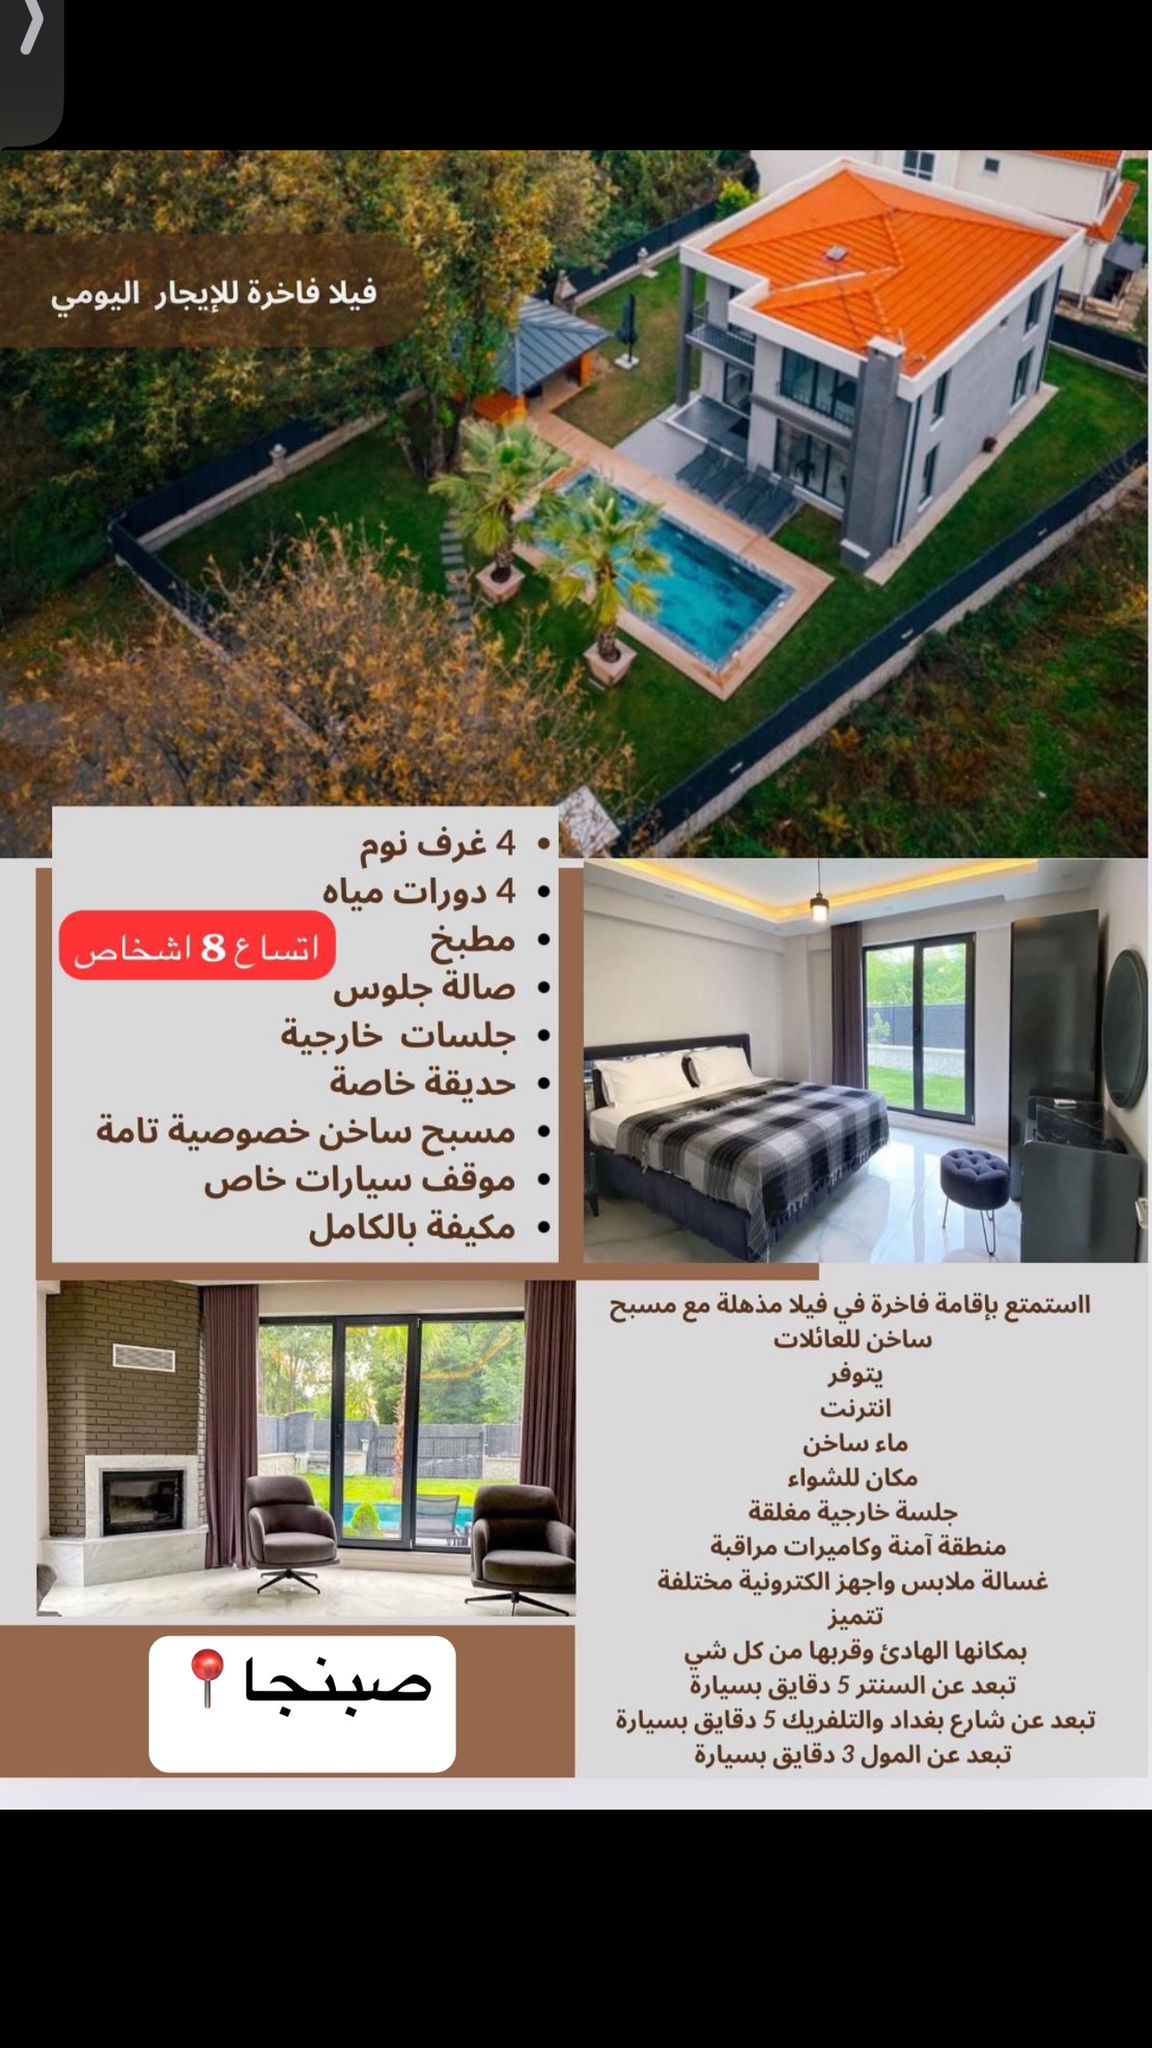 فيلا فاخرة للإيجار اليومي
• 4 غرف نوم
• 4 دورات مياه
• مطبخ
اتساع 8 اشخاص
• صالة جلوس
• جلسات خارجية
• حديقة خاصة
• مسبح ساخن خصوصية تامة
• موقف سيارات خاص
• مكيفة بالكامل
ااستمتع بإقامة فاخرة في فيلا مذهلة مع مسبح
ساخن للعائلات
يتوفر
انترنت
ماء ساخن
مكان للشواء
جلسة خارجية مغلقة
منطقة آمنة وكاميرات مراقبة
غسالة ملابس واجهز الكترونية مختلفة
تتميز
بمكانها الهادئ وقربها من كل شي
تبعد عن السنتر 5 دقايق بسيارة
تبعد عن شارع بغداد والتلفريك 5 دقايق بسيارة
تبعد عن المول 3 دقايق بسيارة
صبنجا📍